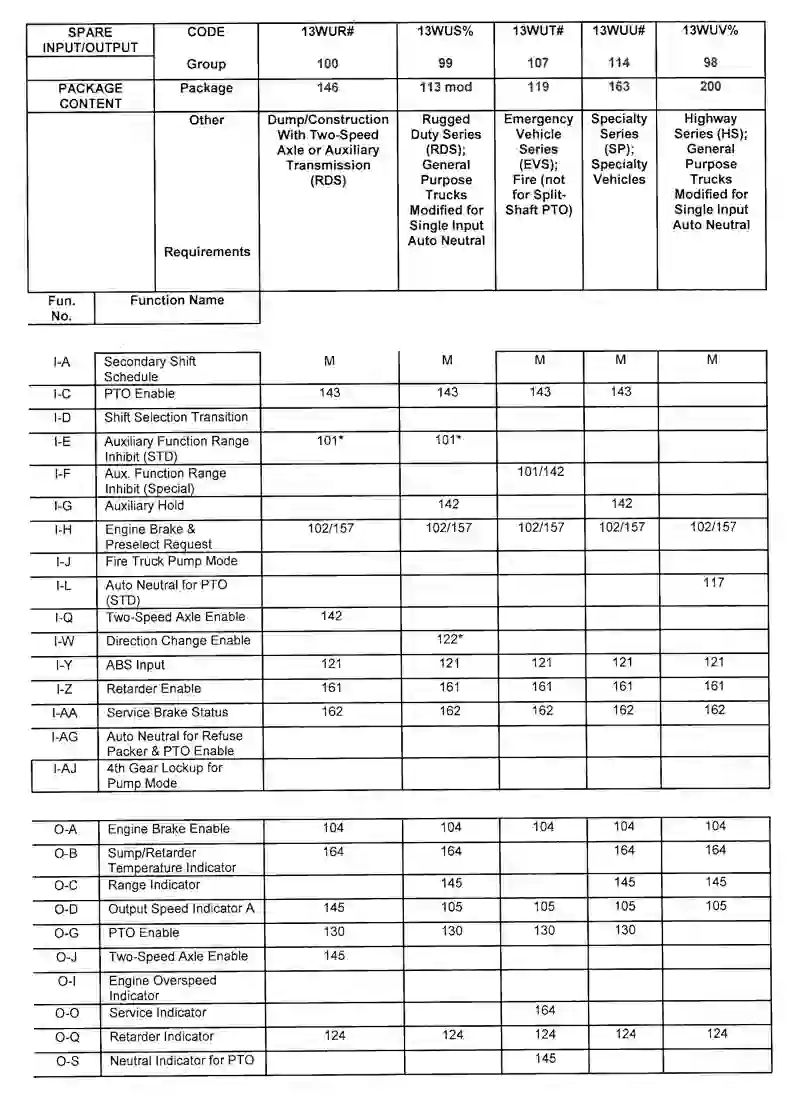 SPARE INPUT/OUTPUT CODE 13WUR# 13WUS% 13WUT# 13WUU# 13WUV%
Group 100 99 107 114 98
PACKAGE CONTENT Package 146 113 mod 119 163 200
Other Dump/Construction Rugged Emergency Specialty Highway
With Two-Speed Duty Series Vehicle Series Series (HS);
Axle or Auxiliary (RDS); Series (SP); General
Transmission General (EVS); Specialty Purpose
(RDS) Purpose Fire (not Vehicles Trucks
Trucks for Split- Modified for
Modified for Shaft PTO) Single Input
Single Input Auto Neutral
Auto Neutral
Requirements
Fun. No. Function Name
I-A Secondary Shift Schedule M M M M M
I-C PTO Enable 143 143 143 143
I-D Shift Selection Transition
I-E Auxiliary Function Range Inhibit (STD) 101* 101*
I-F Aux. Function Range Inhibit (Special) 101/142
I-G Auxiliary Hold 142 142
I-H Engine Brake & Preselect Request 102/157 102/157 102/157 102/157 102/157
I-J Fire Truck Pump Mode
I-L Auto Neutral for PTO (STD) 117
I-Q Two-Speed Axle Enable 142
I-W Direction Change Enable 122*
I-Y ABS Input 121 121 121 121 121
I-Z Retarder Enable 161 161 161 161 161
I-AA Service Brake Status 162 162 162 162 162
I-AG Auto Neutral for Refuse Packer & PTO Enable
I-AJ 4th Gear Lockup for Pump Mode
O-A Engine Brake Enable 104 104 104 104 104
O-B Sump/Retarder Temperature Indicator 164 164 164 164
O-C Range Indicator 145 145 145
O-D Output Speed Indicator A 145 105 105 105 105
O-G PTO Enable 130 130 130 130
O-J Two-Speed Axle Enable 145
O-I Engine Overspeed Indicator
O-O Service Indicator 164
O-Q Retarder Indicator 124 124 124 124 124
O-S Neutral Indicator for PTO 145